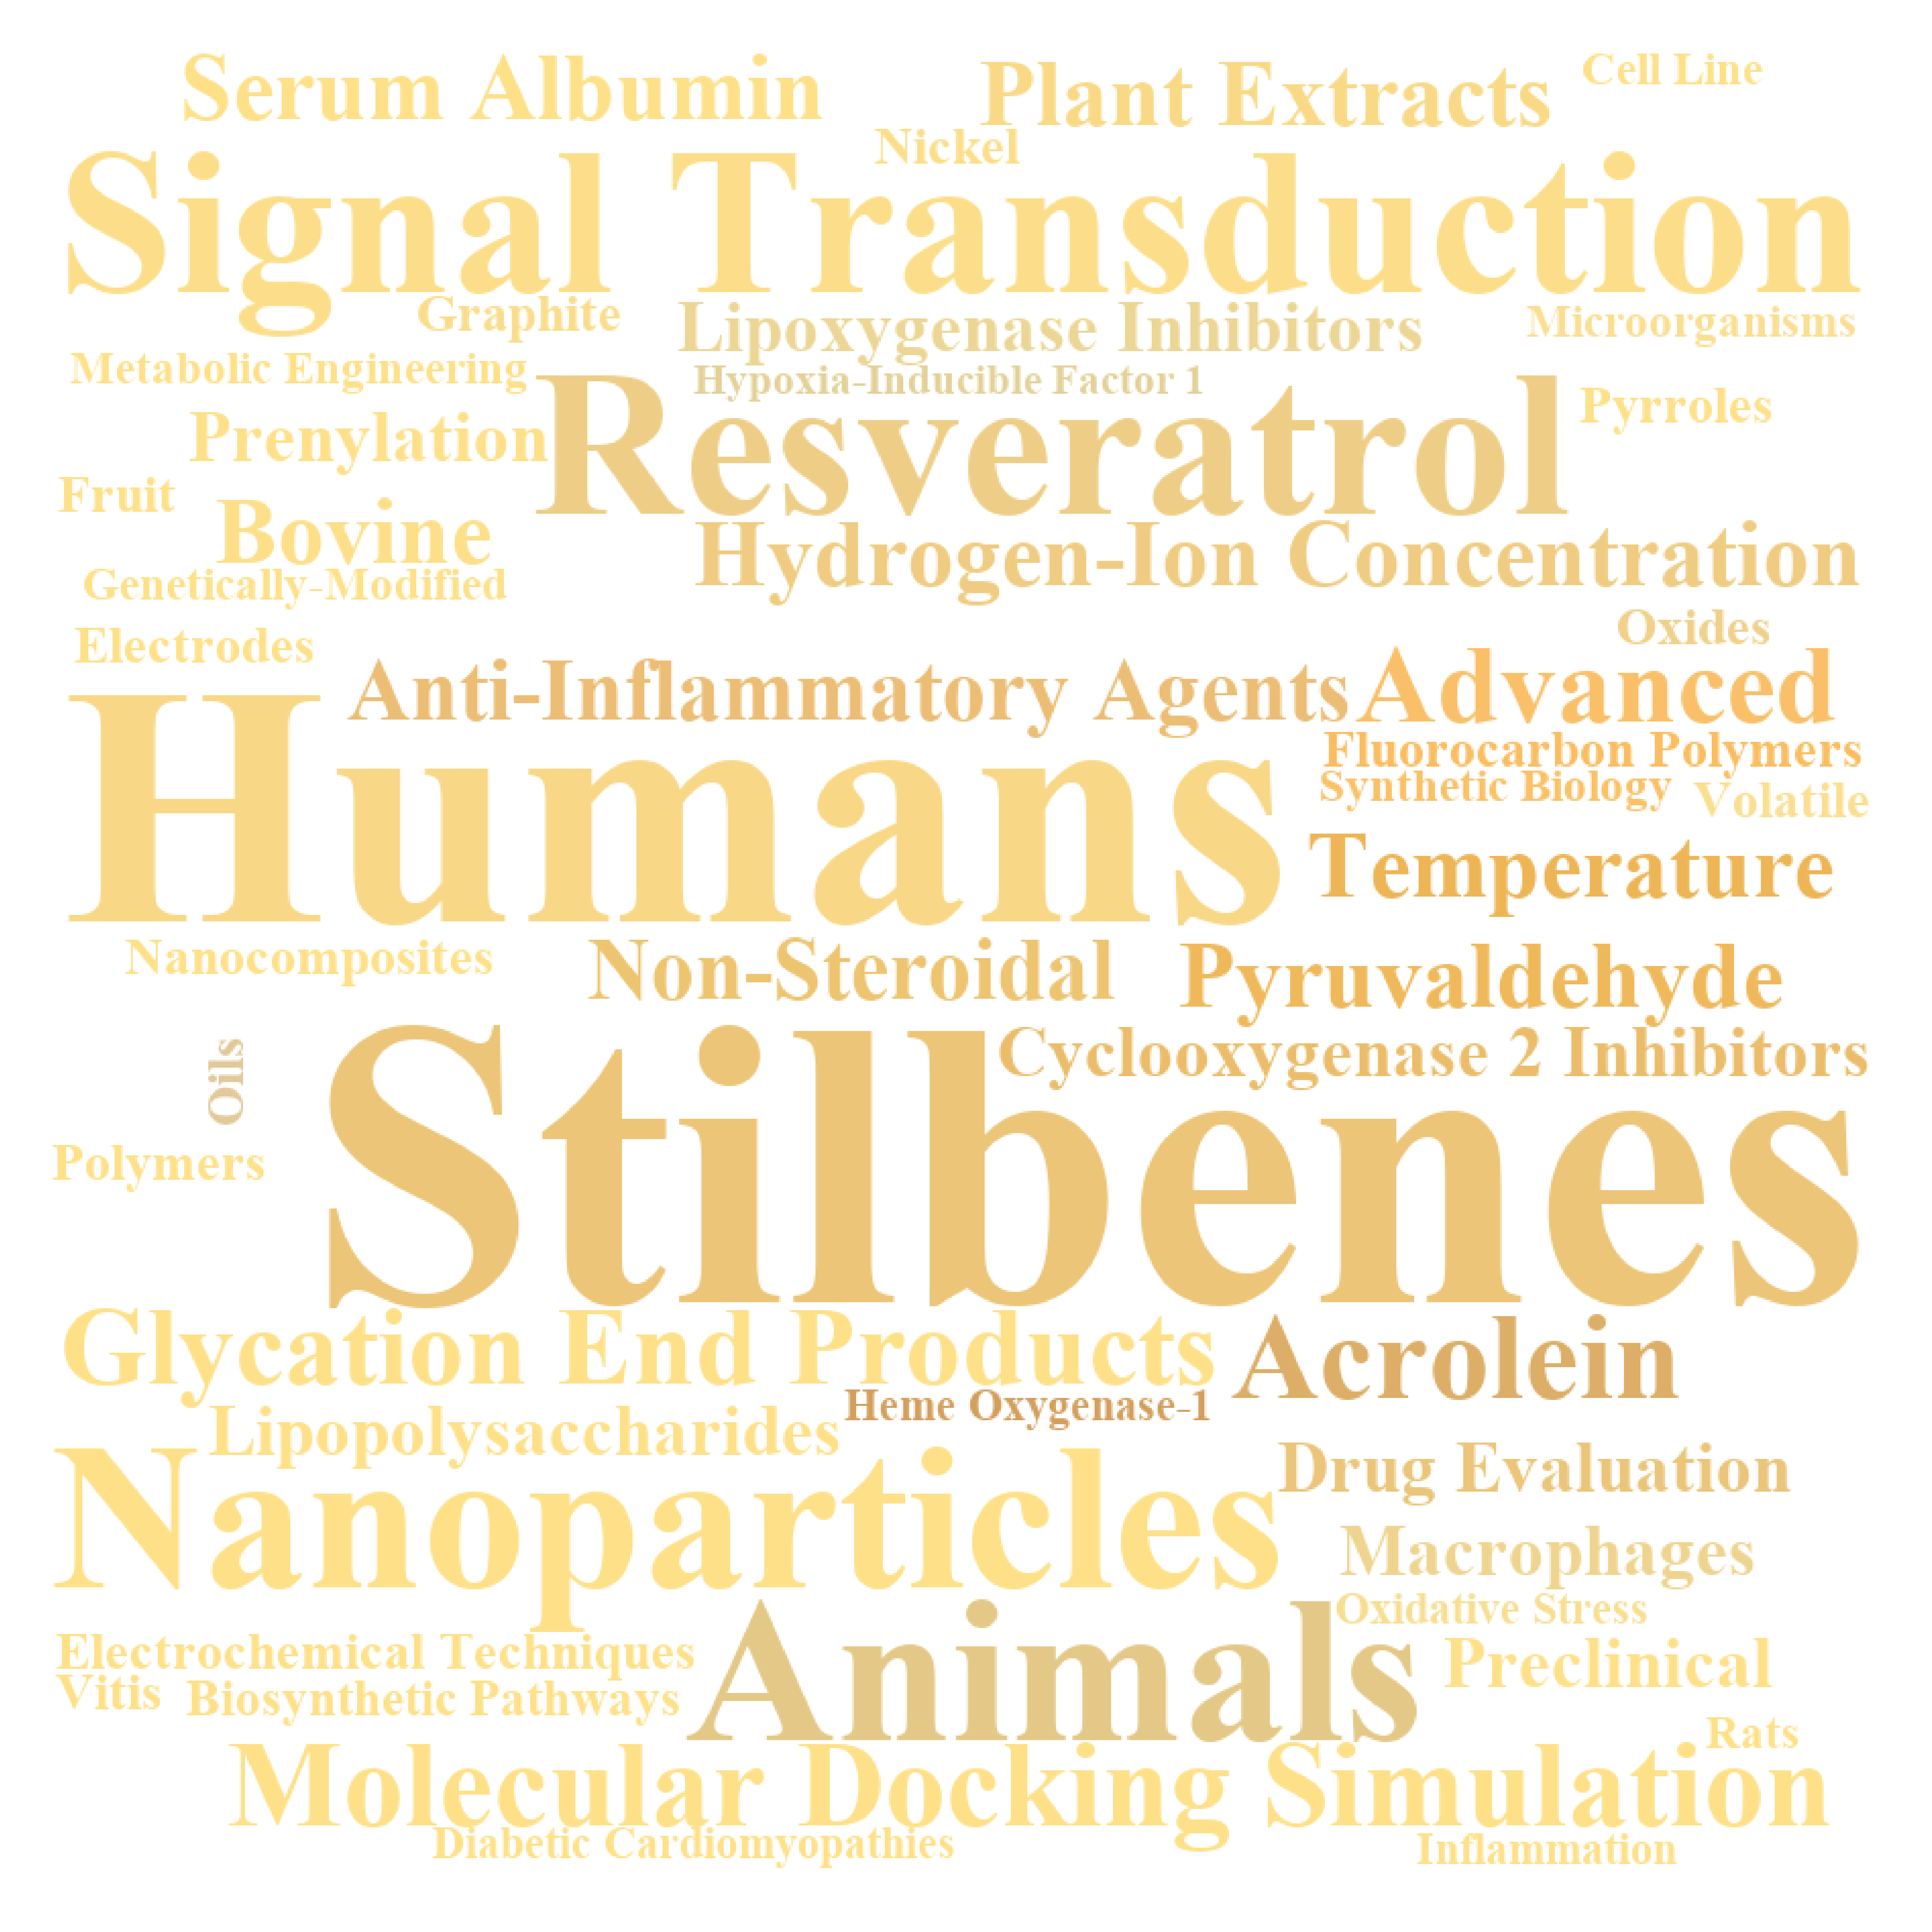 Serum Albumin
Plant Extracts
Cell Line
Nickel
Signal Transduction
Graphite
Lipoxygenase Inhibitors
Microorganisms
Metabolic Engineering
Hypoxia-Inducible Factor 1
Resveratrol
Pyrroles
Prenylation
Fruit
Bovine
Hydrogen-Ion Concentration
Genetically-Modified
Oxides
Electrodes
Anti-Inflammatory Agents
Advanced
Humans
Fluorocarbon Polymers
Synthetic Biology
Volatile
Temperature
Nanocomposites
Non-Steroidal
Pyruvaldehyde
Cyclooxygenase 2 Inhibitors
Oils
Stilbenes
Polymers
Glycation End Products
Acrolein
Heme Oxygenase-1
Lipopolysaccharides
Drug Evaluation
Nanoparticles
Macrophages
Oxidative Stress
Electrochemical Techniques
Animals
Preclinical
Vitis
Biosynthetic Pathways
Rats
Molecular Docking Simulation
Diabetic Cardiomyopathies
Inflammation